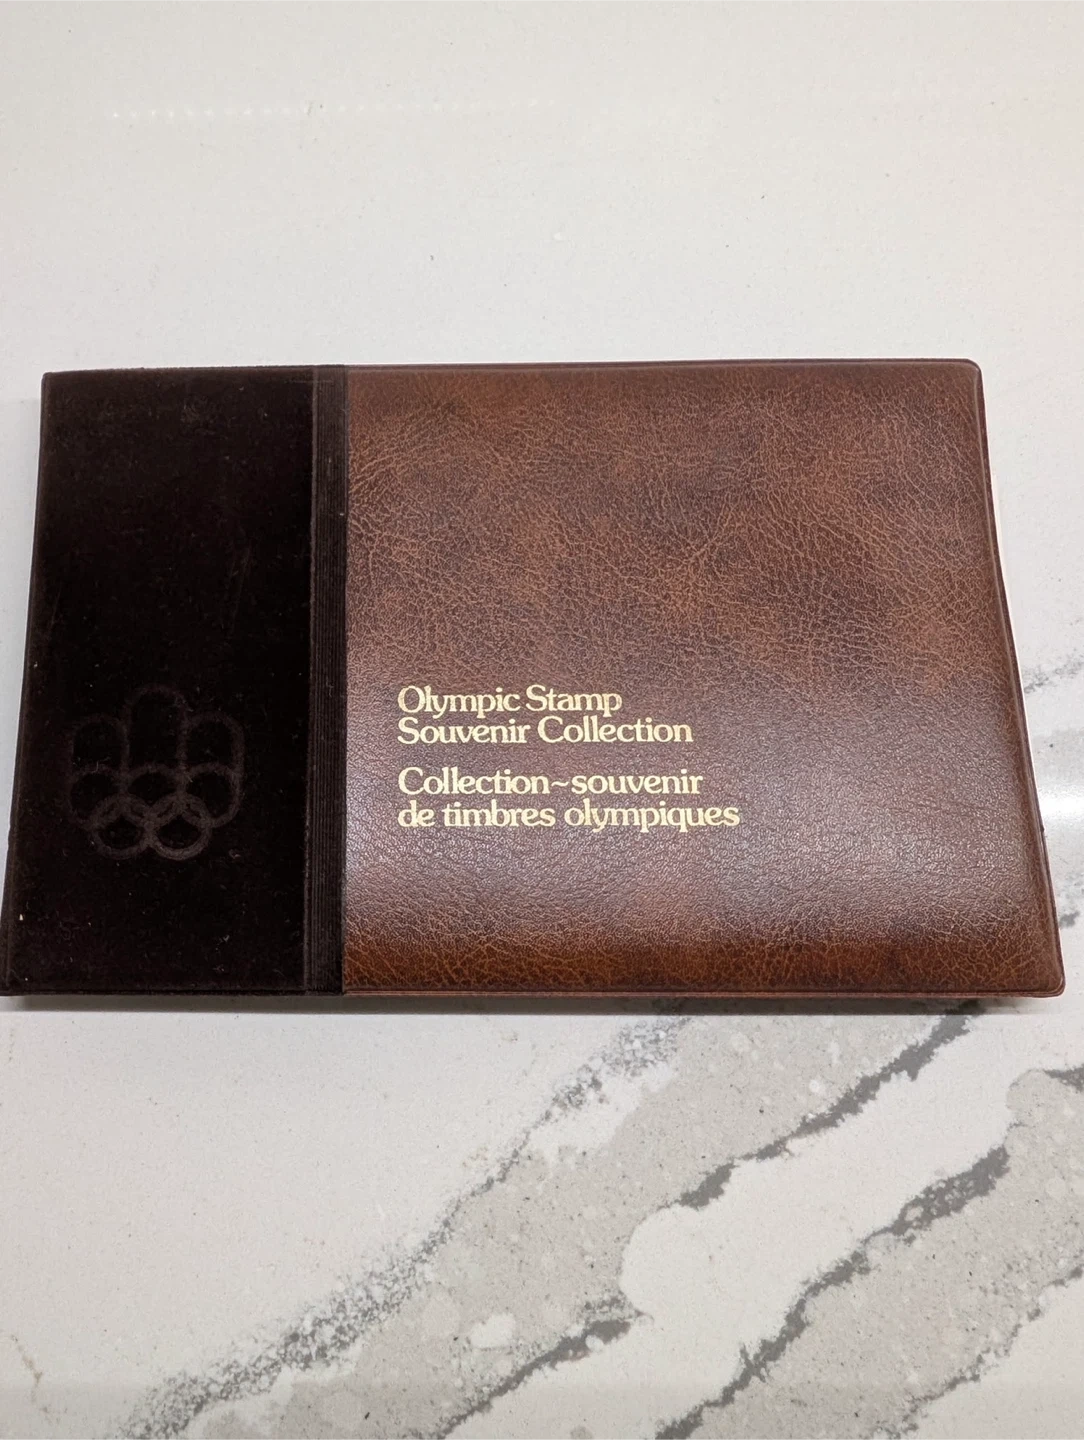 Olympic Stamp
Souvenir Collection
Collection~souvenir
de timbres olympiques